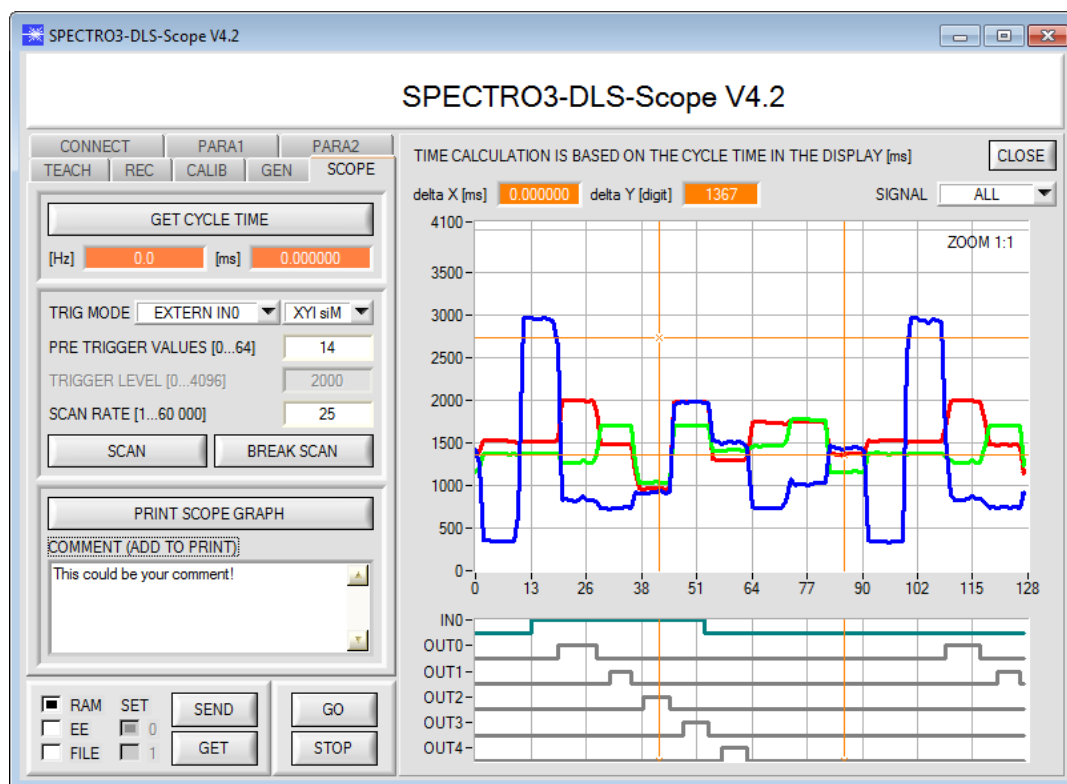 SPECTRO3-DLS-Scope V4.2
SPECTRO3-DLS-Scope V4.2
CONNECT PARA1 PARA2
TEACH REC CALIB GEN SCOPE
GET CYCLE TIME
[Hz] 0.0 [ms] 0.000000
TRIG MODE EXTERN IN0 XYI siM
PRE TRIGGER VALUES [0...64] 14
TRIGGER LEVEL [0...4096] 2000
SCAN RATE [1...60 000] 25
SCAN BREAK SCAN
PRINT SCOPE GRAPH
COMMENT (ADD TO PRINT)
This could be your comment!
RAM SET
EE 0
FILE 1
SEND
GET
GO
STOP
TIME CALCULATION IS BASED ON THE CYCLE TIME IN THE DISPLAY [ms] CLOSE
delta X [ms] 0.000000 delta Y [digit] 1367 SIGNAL ALL
ZOOM 1:1
4100
3500
3000
2500
2000
1500
1000
500
0
0 13 26 38 51 64 77 90 102 115 128
IN0
OUT0
OUT1
OUT2
OUT3
OUT4